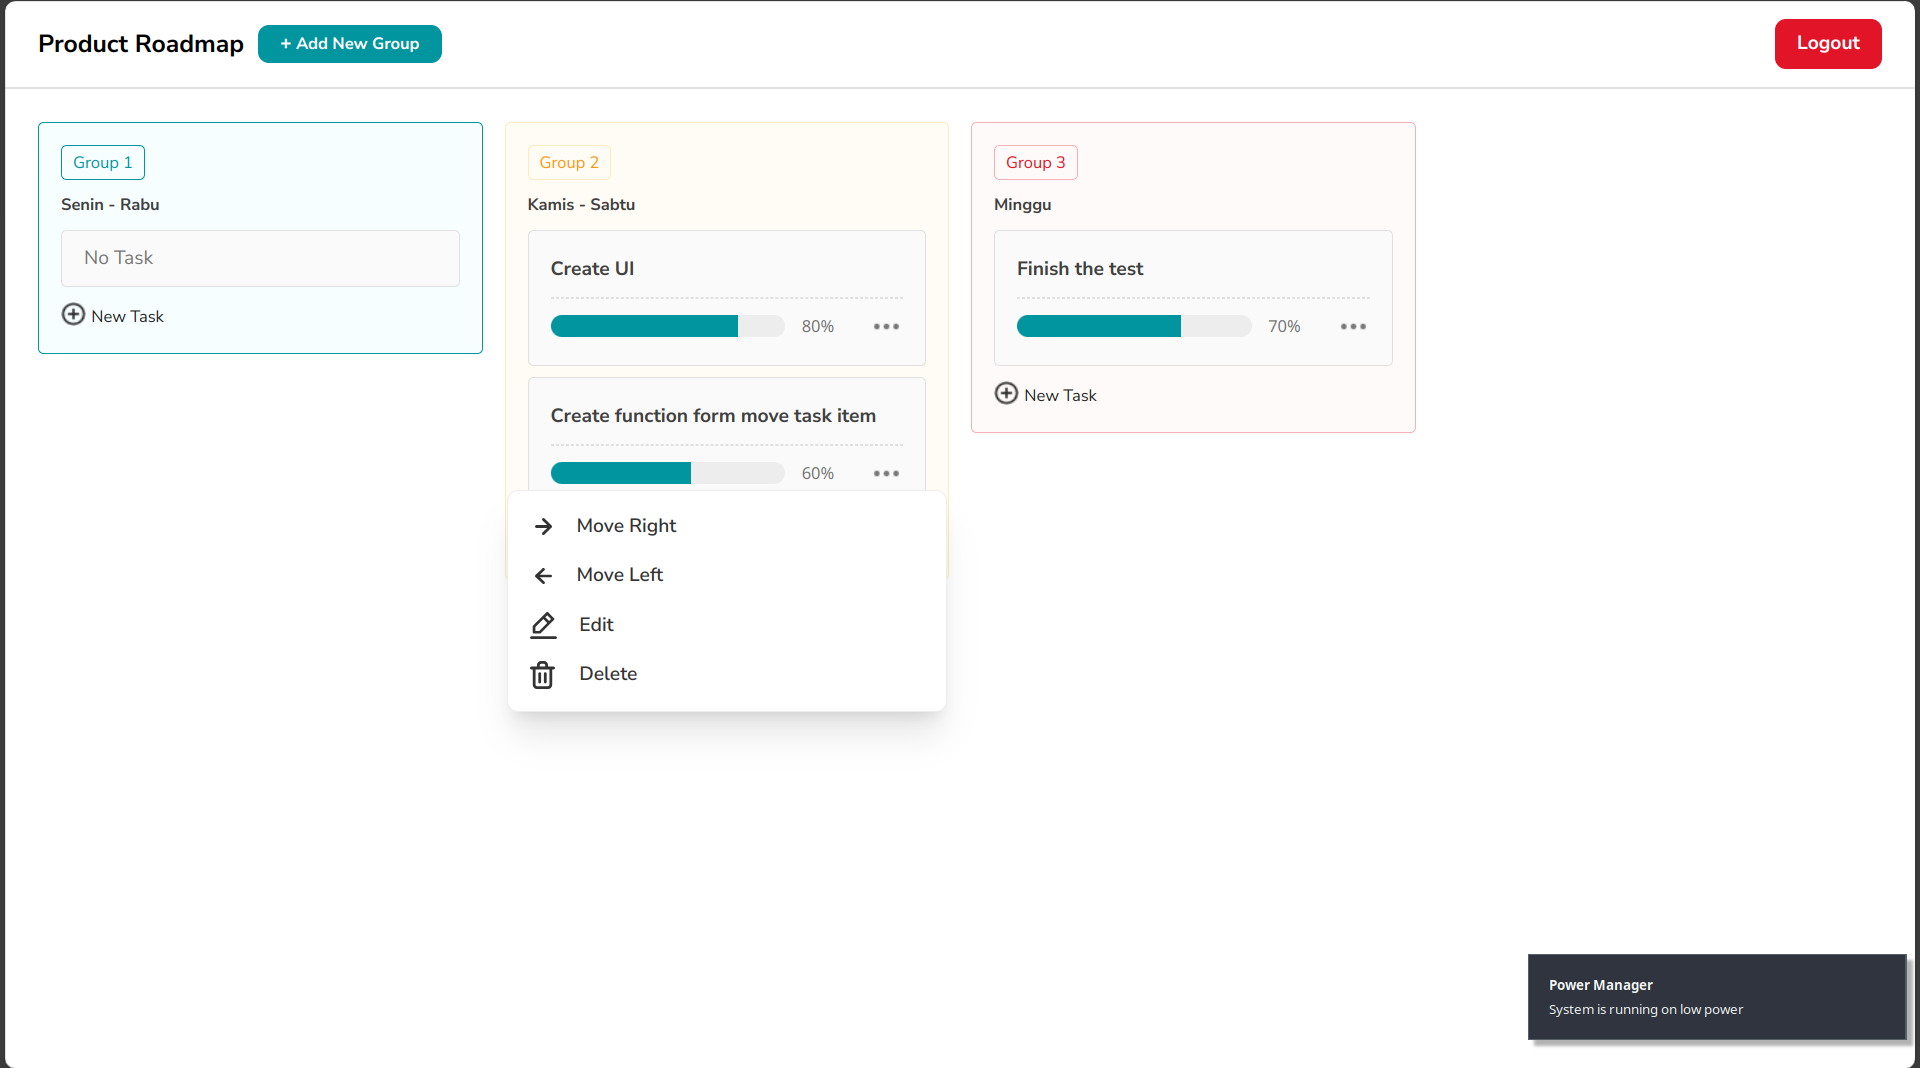 Product Roadmap
+ Add New Group
Logout
Group 1
Senin - Rabu
No Task
New Task
Group 2
Kamis - Sabtu
Create UI
80%
Create function form move task item
60%
Move Right
Move Left
Edit
Delete
Group 3
Minggu
Finish the test
70%
New Task
Power Manager
System is running on low power